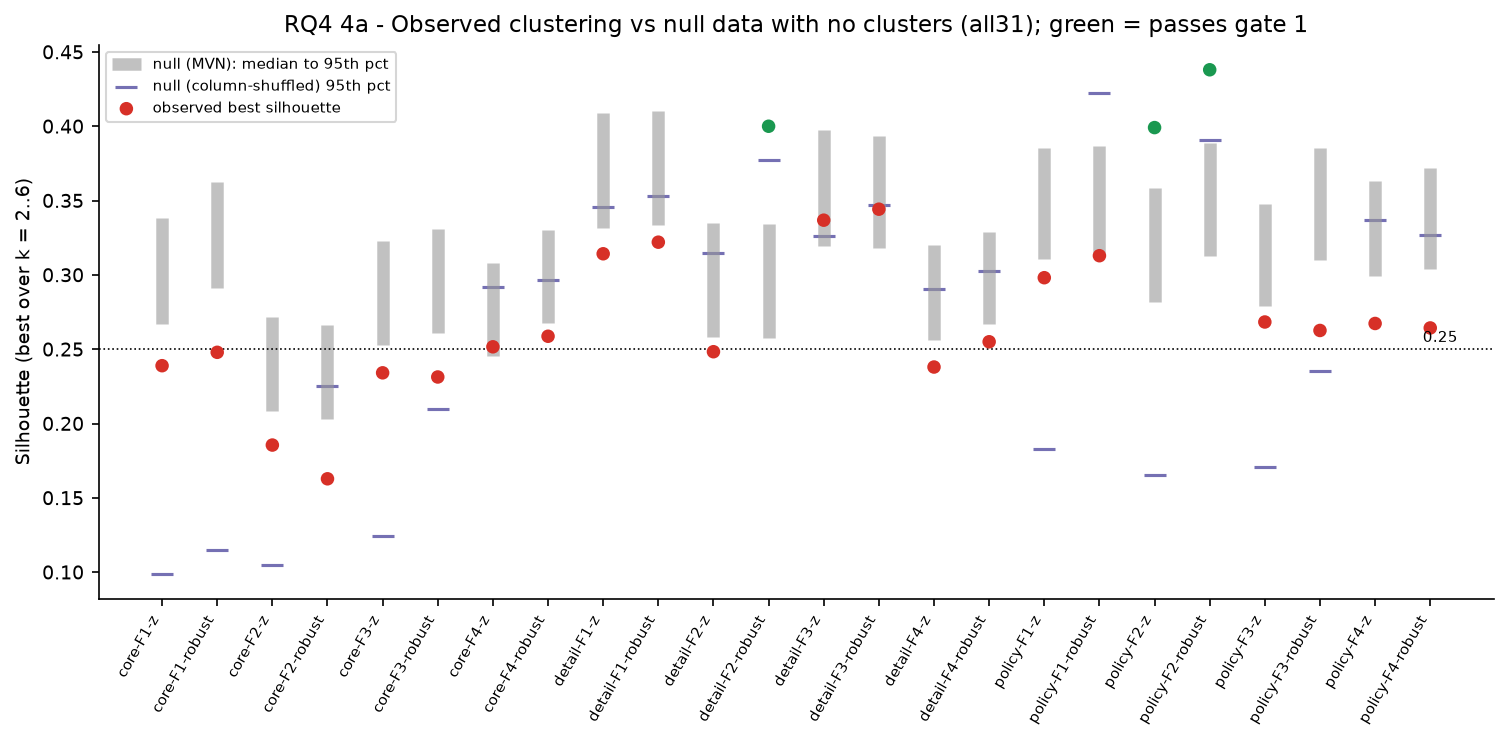 RQ4 4a - Observed clustering vs null data with no clusters (all31); green = passes gate 1
null (MVN): median to 95th pct
null (column-shuffled) 95th pct
observed best silhouette
Silhouette (best over k = 2..6)
0.45
0.40
0.35
0.30
0.25
0.20
0.15
0.10
0.25
core-F1-z
core-F1-robust
core-F2-z
core-F2-robust
core-F3-z
core-F3-robust
core-F4-z
core-F4-robust
detail-F1-z
detail-F1-robust
detail-F2-z
detail-F2-robust
detail-F3-z
detail-F3-robust
detail-F4-z
detail-F4-robust
policy-F1-z
policy-F1-robust
policy-F2-z
policy-F2-robust
policy-F3-z
policy-F3-robust
policy-F4-z
policy-F4-robust